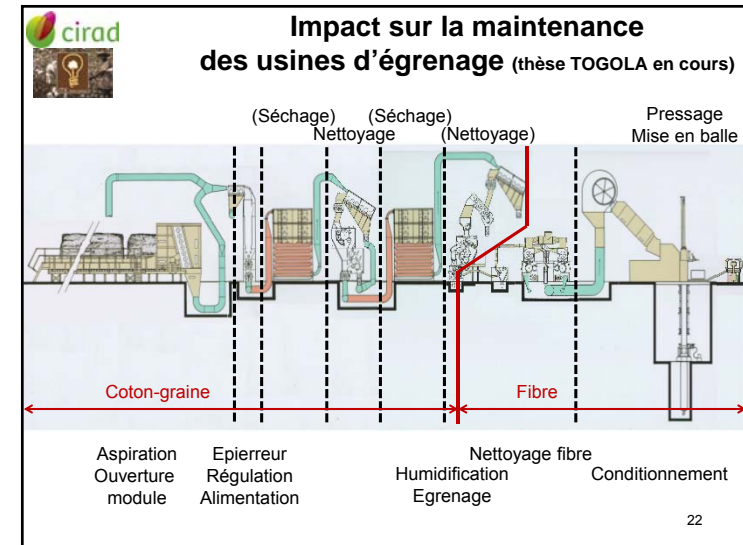 cirad
Impact sur la maintenance
des usines d'égrenage (thèse TOGOLA en cours)
(Séchage) (Séchage)
Nettoyage (Nettoyage)
Pressage
Mise en balle
Coton-graine
Fibre
Aspiration
Ouverture
module
Epierreur
Régulation
Alimentation
Nettoyage fibre
Humidification
Egrenage
Conditionnement
22